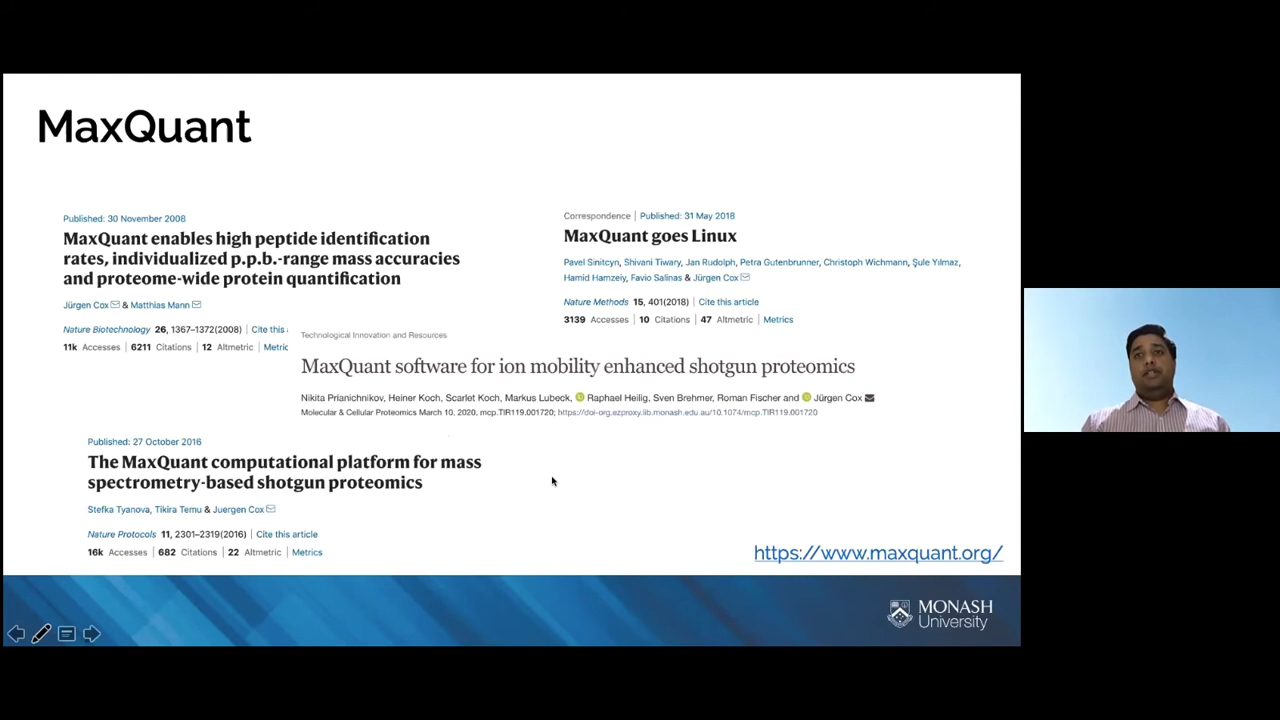 MaxQuant
Published: 30 November 2008
MaxQuant enables high peptide identification
rates, individualized p.p.b.-range mass accuracies
and proteome-wide protein quantification
Jürgen Cox & Matthias Mann
Nature Biotechnology 26, 1367–1372(2008) | Cite this
11k Accesses | 6211 Citations | 12 Altmetric | Metric
Correspondence | Published: 31 May 2018
MaxQuant goes Linux
Pavel Sinitcyn, Shivani Tiwary, Jan Rudolph, Petra Gutenbrunner, Christoph Wichmann, Şule Yılmaz,
Hamid Hamzeiy, Favio Salinas & Jürgen Cox
Nature Methods 15, 401(2018) | Cite this article
3139 Accesses | 10 Citations | 47 Altmetric | Metrics
Technological Innovation and Resources
MaxQuant software for ion mobility enhanced shotgun proteomics
Nikita Prianichnikov, Heiner Koch, Scarlet Koch, Markus Lubeck, Raphael Heilig, Sven Brehmer, Roman Fischer and Jürgen Cox
Molecular & Cellular Proteomics March 10, 2020, mcp.TIR119.001720; https://doi-org.ezproxy.lib.monash.edu.au/10.1074/mcp.TIR119.001720
Published: 27 October 2016
The MaxQuant computational platform for mass
spectrometry-based shotgun proteomics
Stefka Tyanova, Tikira Temu & Juergen Cox
Nature Protocols 11, 2301–2319(2016) | Cite this article
16k Accesses | 682 Citations | 22 Altmetric | Metrics
https://www.maxquant.org/
MONASH
University